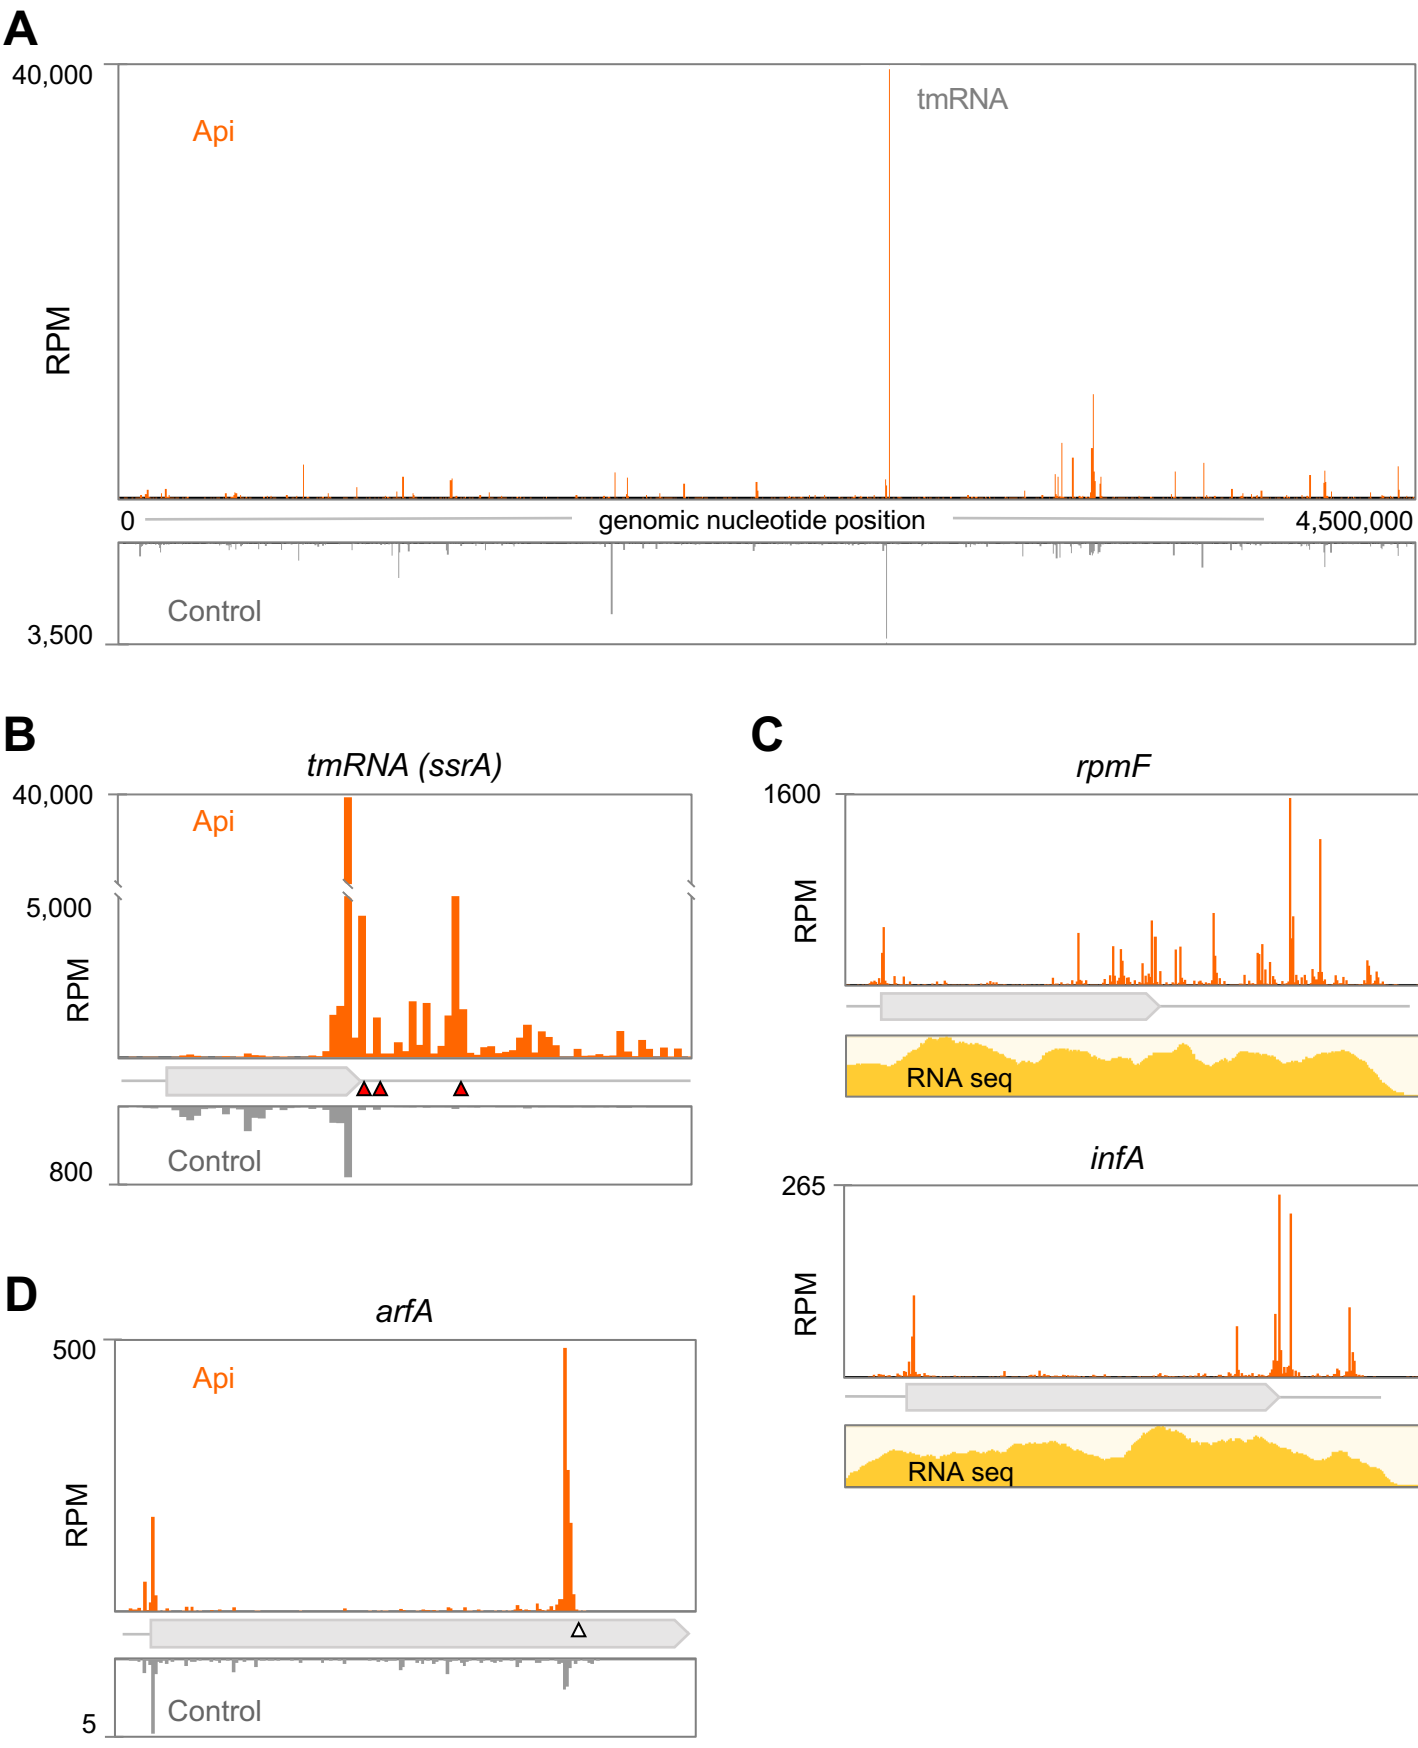 A
40,000
Api
tmRNA
RPM
0 genomic nucleotide position 4,500,000
Control
3,500
B
tmRNA (ssrA)
40,000
Api
5,000
RPM
Control
800
C
rpmF
1600
RPM
RNA seq
infA
265
RPM
RNA seq
D
arfA
500
Api
RPM
Control
5